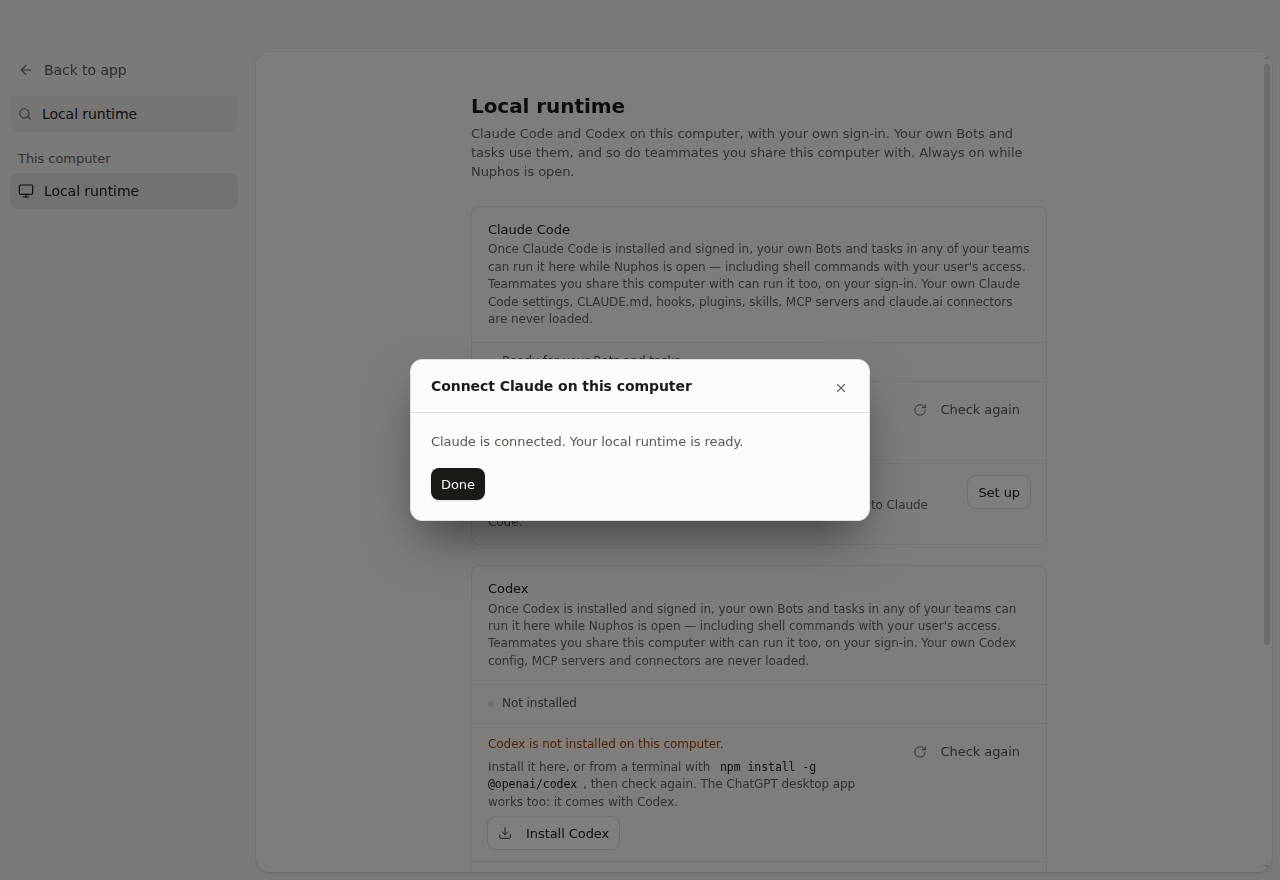 Back to app
Local runtime
This computer
Local runtime
Local runtime
Claude Code and Codex on this computer, with your own sign-in. Your own Bots and
tasks use them, and so do teammates you share this computer with. Always on while
Nuphos is open.
Claude Code
Once Claude Code is installed and signed in, your own Bots and tasks in any of your teams
can run it here while Nuphos is open — including shell commands with your user's access.
Teammates you share this computer with can run it too, on your sign-in. Your own Claude
Code settings, CLAUDE.md, hooks, plugins, skills, MCP servers and claude.ai connectors
are never loaded.
Ready for your Bots and tasks
Check again
Connect Claude on this computer
Claude is connected. Your local runtime is ready.
Done
Set up
to Claude
Code.
Codex
Once Codex is installed and signed in, your own Bots and tasks in any of your teams can
run it here while Nuphos is open — including shell commands with your user's access.
Teammates you share this computer with can run it too, on your sign-in. Your own Codex
config, MCP servers and connectors are never loaded.
Not installed
Codex is not installed on this computer.
Check again
Install it here, or from a terminal with npm install -g
@openai/codex , then check again. The ChatGPT desktop app
works too: it comes with Codex.
Install Codex